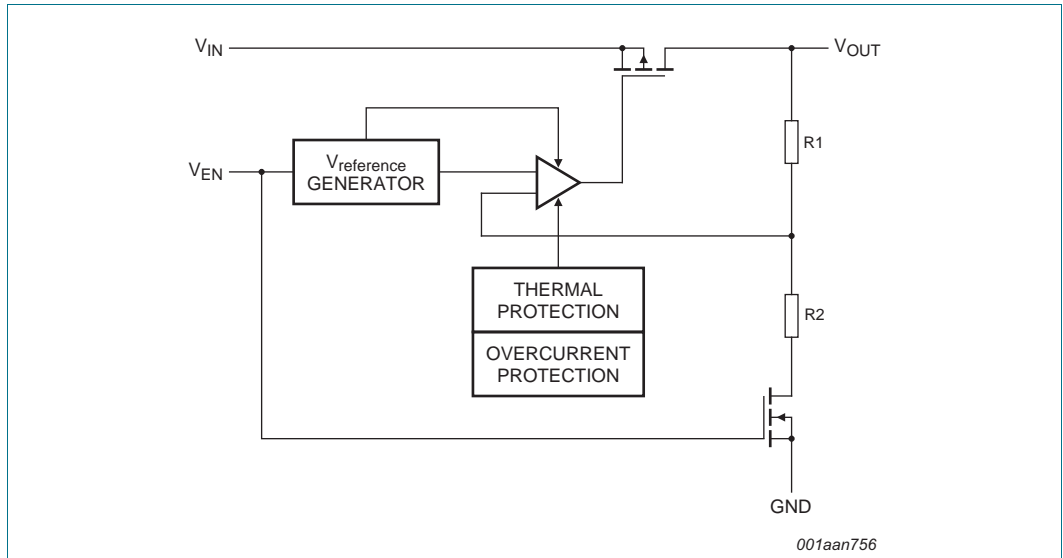 VIN
VOUT
R1
VEN
Vreference
GENERATOR
THERMAL
PROTECTION
R2
OVERCURRENT
PROTECTION
GND
001aan756